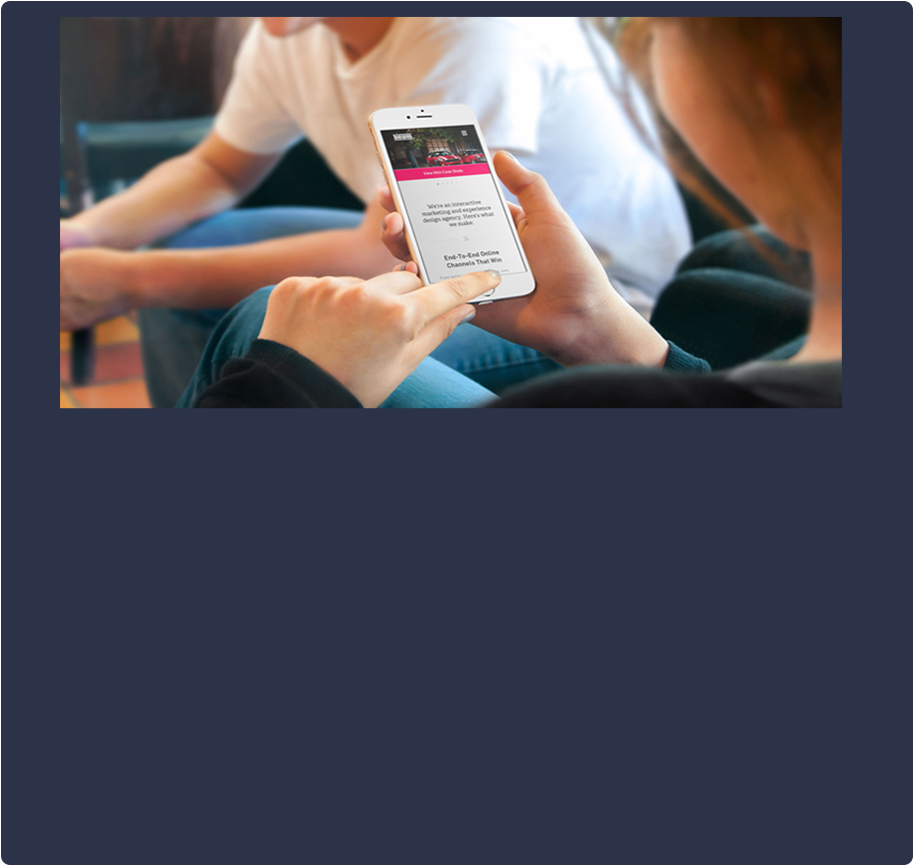 View Mini Case Study
We're an interactive
marketing and experience
design agency. Here's what
we make:
End-To-End Online
Channels That Win